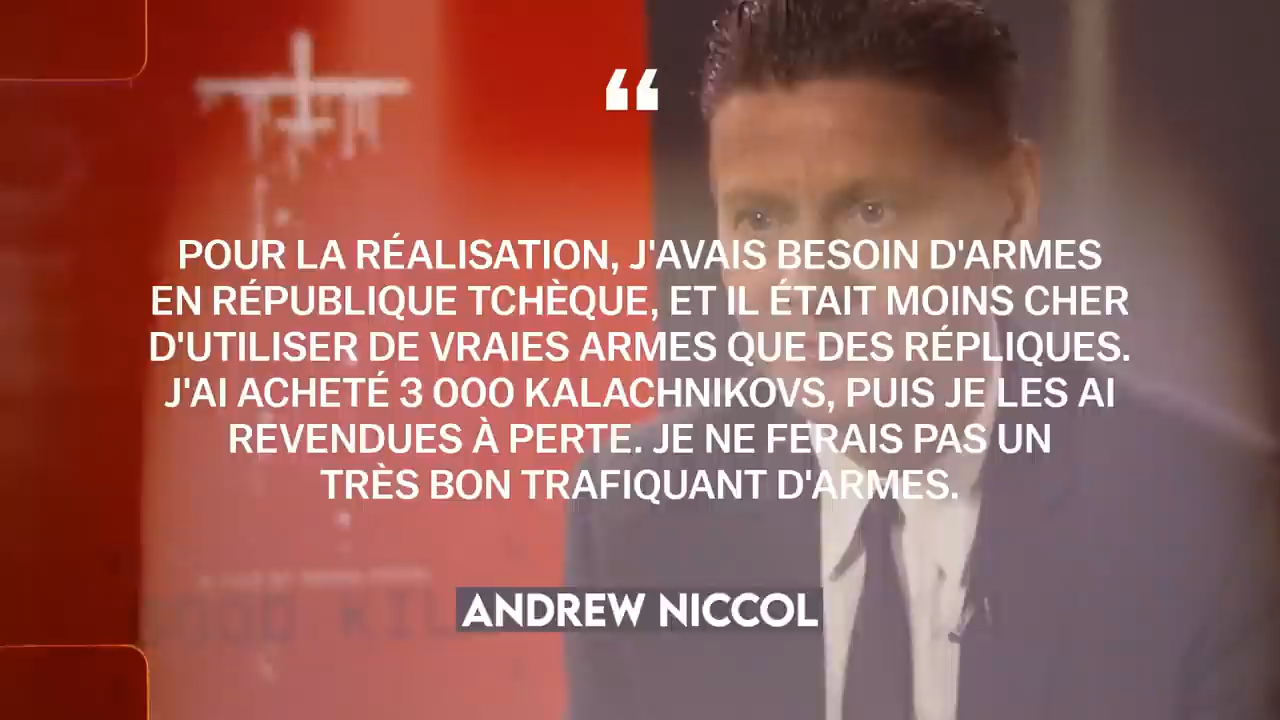 “
POUR LA RÉALISATION, J'AVAIS BESOIN D'ARMES
EN RÉPUBLIQUE TCHÈQUE, ET IL ÉTAIT MOINS CHER
D'UTILISER DE VRAIES ARMES QUE DES RÉPLIQUES.
J'AI ACHETÉ 3 000 KALACHNIKOVS, PUIS JE LES AI
REVENDUES À PERTE. JE NE FERAIS PAS UN
TRÈS BON TRAFIQUANT D'ARMES.
ANDREW NICCOL